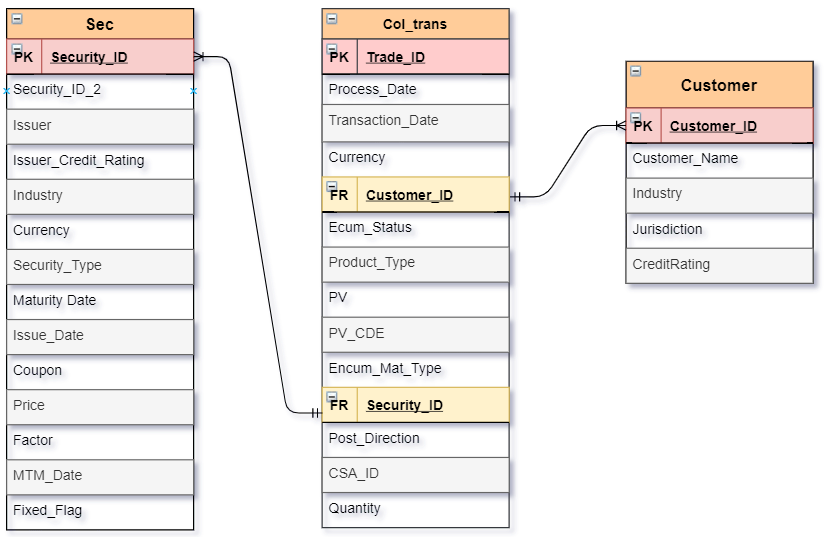 Sec
PK Security_ID
Security_ID_2
Issuer
Issuer_Credit_Rating
Industry
Currency
Security_Type
Maturity Date
Issue_Date
Coupon
Price
Factor
MTM_Date
Fixed_Flag
Col_trans
PK Trade_ID
Process_Date
Transaction_Date
Currency
FR Customer_ID
Ecum_Status
Product_Type
PV
PV_CDE
Encum_Mat_Type
FR Security_ID
Post_Direction
CSA_ID
Quantity
Customer
PK Customer_ID
Customer_Name
Industry
Jurisdiction
CreditRating